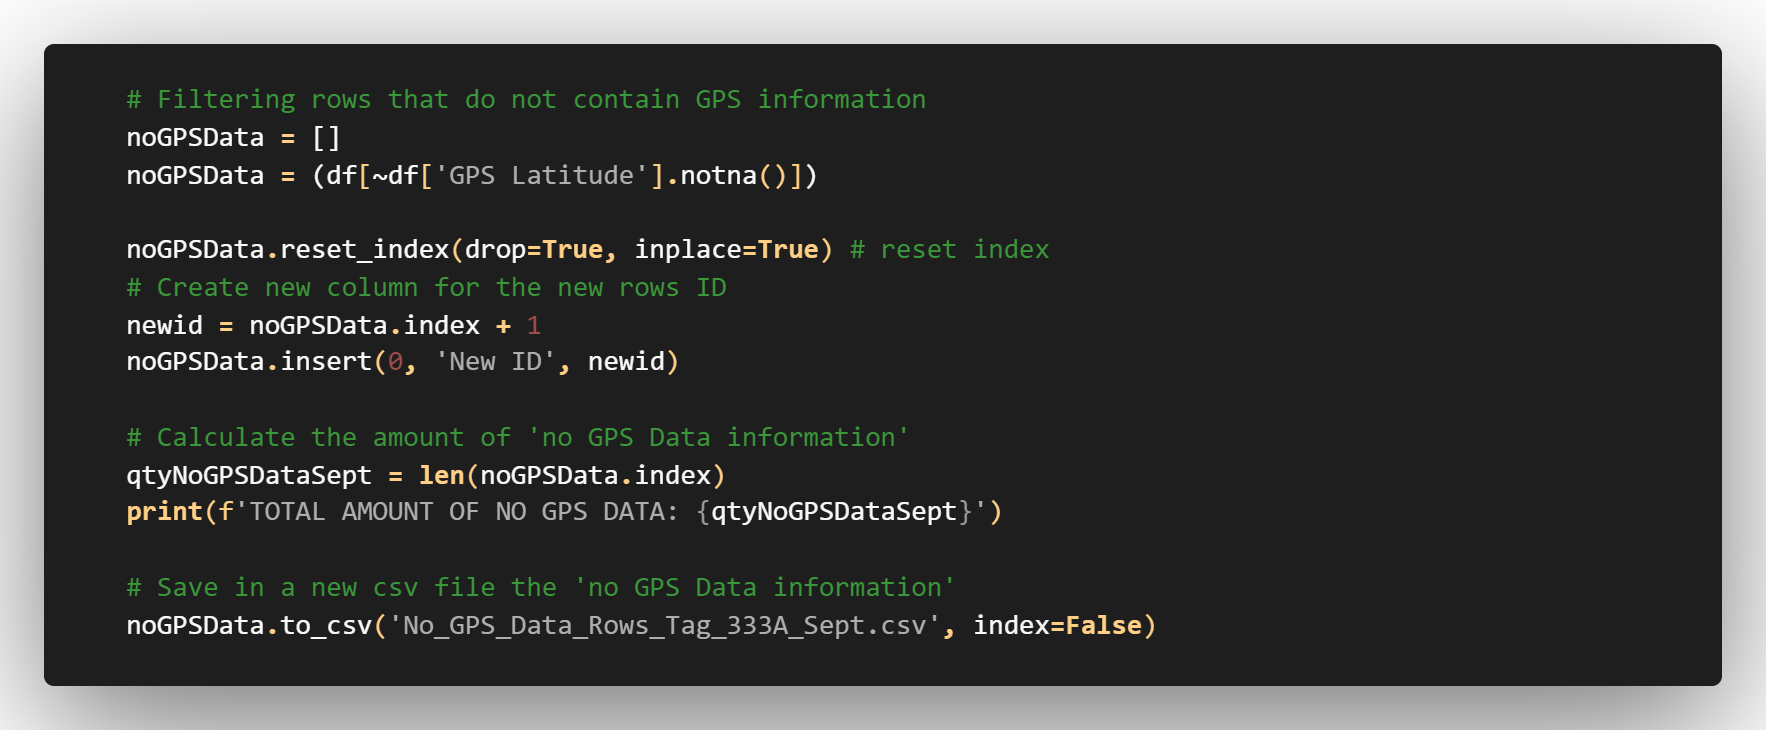 # Filtering rows that do not contain GPS information
noGPSData = []
noGPSData = (df[~df['GPS Latitude'].notna()])
noGPSData.reset_index(drop=True, inplace=True) # reset index
# Create new column for the new rows ID
newid = noGPSData.index + 1
noGPSData.insert(0, 'New ID', newid)
# Calculate the amount of 'no GPS Data information'
qtyNoGPSDataSept = len(noGPSData.index)
print(f'TOTAL AMOUNT OF NO GPS DATA: {qtyNoGPSDataSept}')
# Save in a new csv file the 'no GPS Data information'
noGPSData.to_csv('No_GPS_Data_Rows_Tag_333A_Sept.csv', index=False)